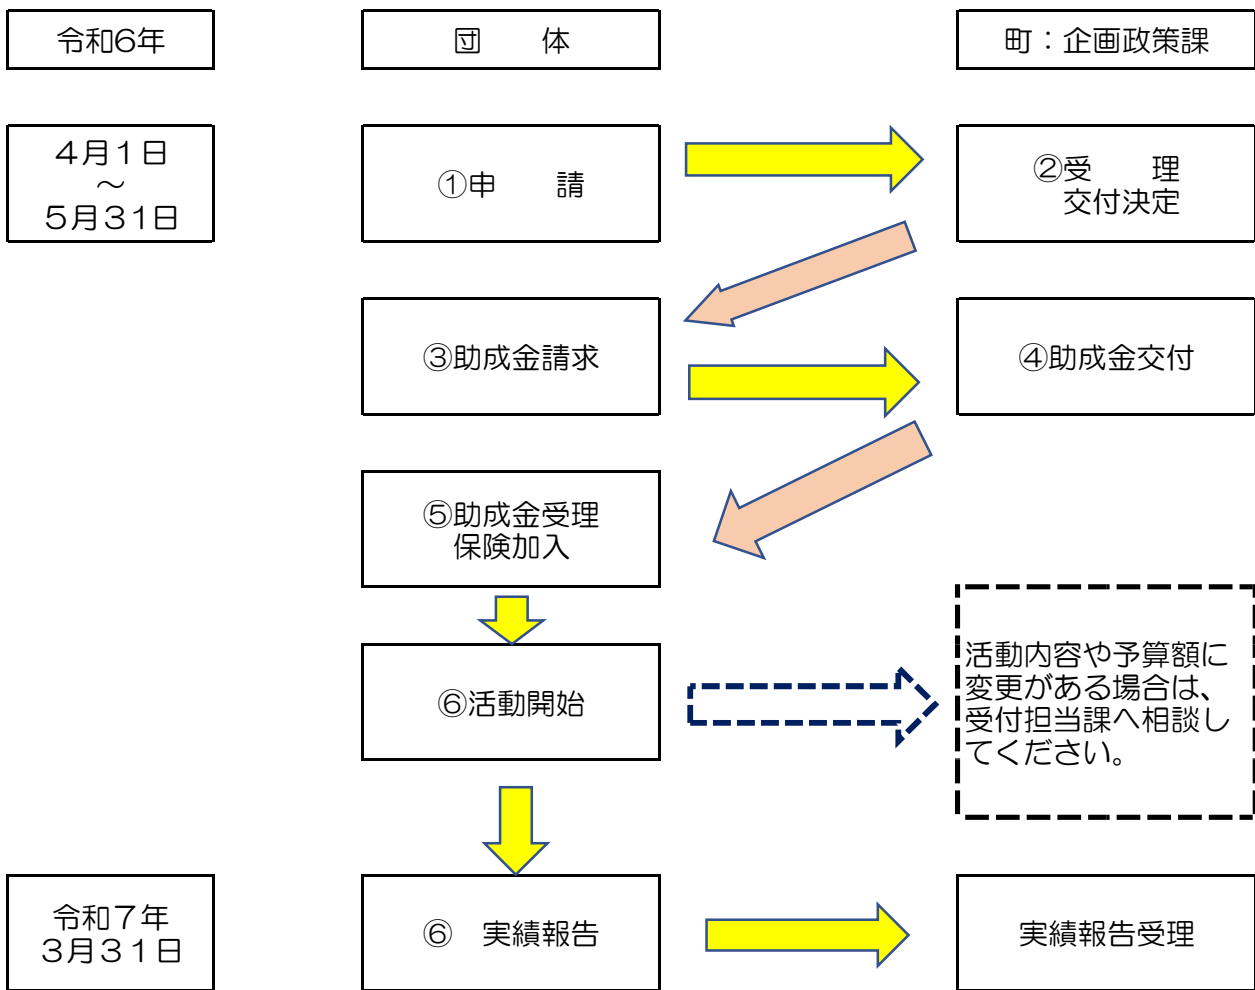 令和6年
団　　体
町：企画政策課
４月１日
～
５月３１日
①申　　請
②受　　理
交付決定
③助成金請求
④助成金交付
⑤助成金受理
保険加入
⑥活動開始
活動内容や予算額に
変更がある場合は、
受付担当課へ相談し
てください。
令和７年
３月３１日
⑥　実績報告
実績報告受理